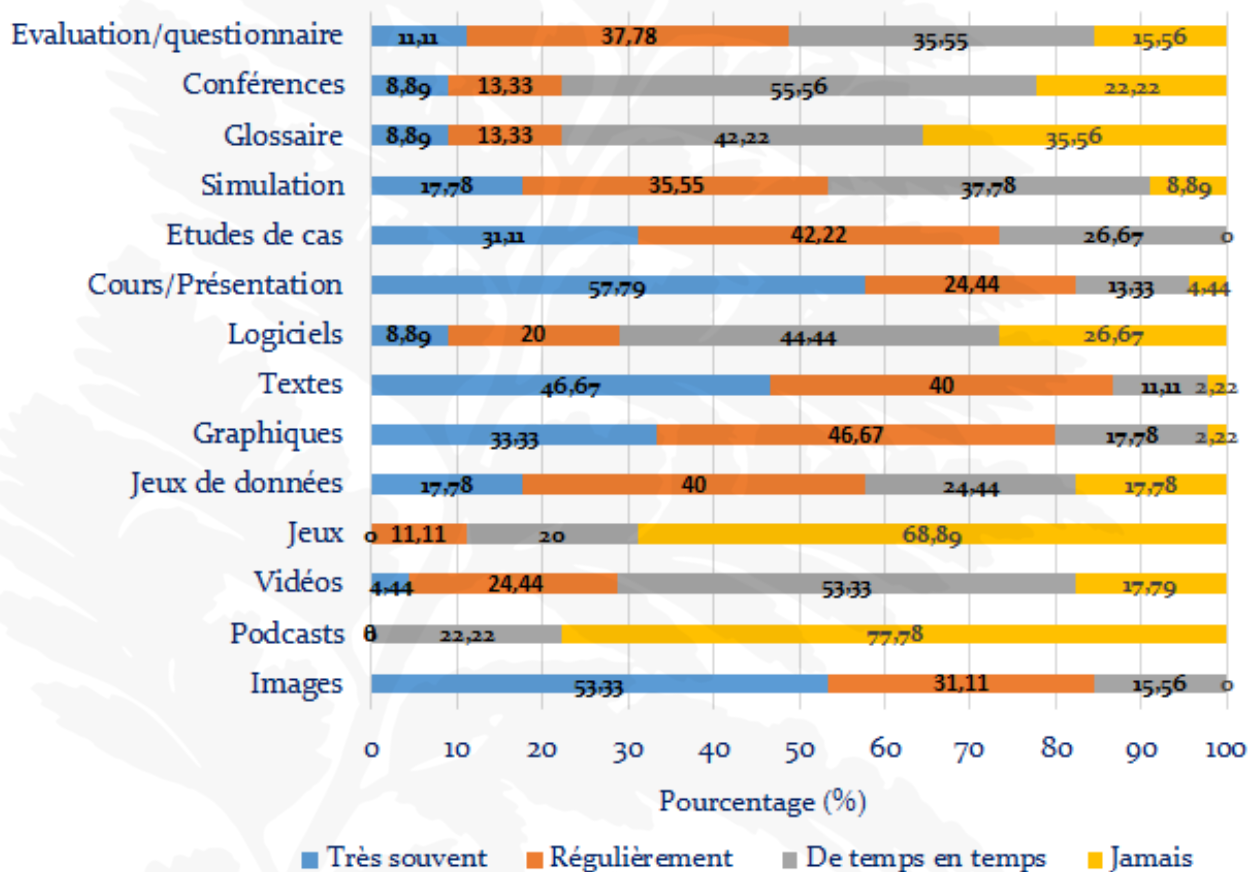 Evaluation/questionnaire 11,11 37,78 35,55 15,56
Conférences 8,89 13,33 55,56 22,22
Glossaire 8,89 13,33 42,22 35,56
Simulation 17,78 35,55 37,78 8,89
Etudes de cas 31,11 42,22 26,67 0
Cours/Présentation 57,79 24,44 13,33 4,44
Logiciels 8,89 20 44,44 26,67
Textes 46,67 40 11,11 2,22
Graphiques 33,33 46,67 17,78 2,22
Jeux de données 17,78 40 24,44 17,78
Jeux 0 11,11 20 68,89
Vidéos 4,44 24,44 53,33 17,79
Podcasts 0 22,22 77,78
Images 53,33 31,11 15,56 0
0 10 20 30 40 50 60 70 80 90 100
Pourcentage (%)
Très souvent Régulièrement De temps en temps Jamais